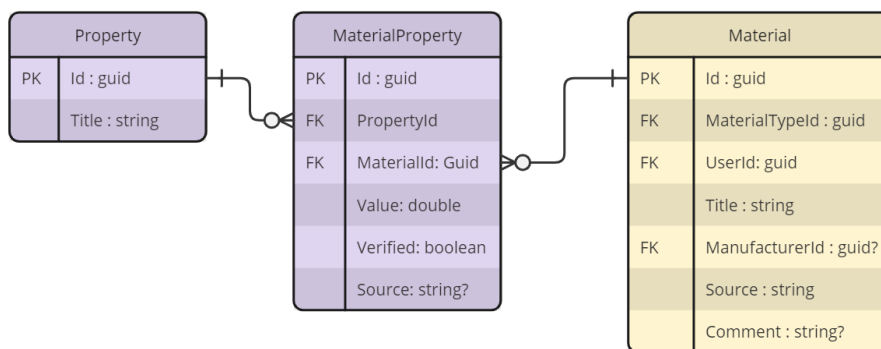 Property
PK Id : guid
Title : string
MaterialProperty
PK Id : guid
FK PropertyId
FK MaterialId: Guid
Value: double
Verified: boolean
Source: string?
Material
PK Id : guid
FK MaterialTypeId : guid
FK UserId: guid
Title : string
FK ManufacturerId : guid?
Source : string
Comment : string?